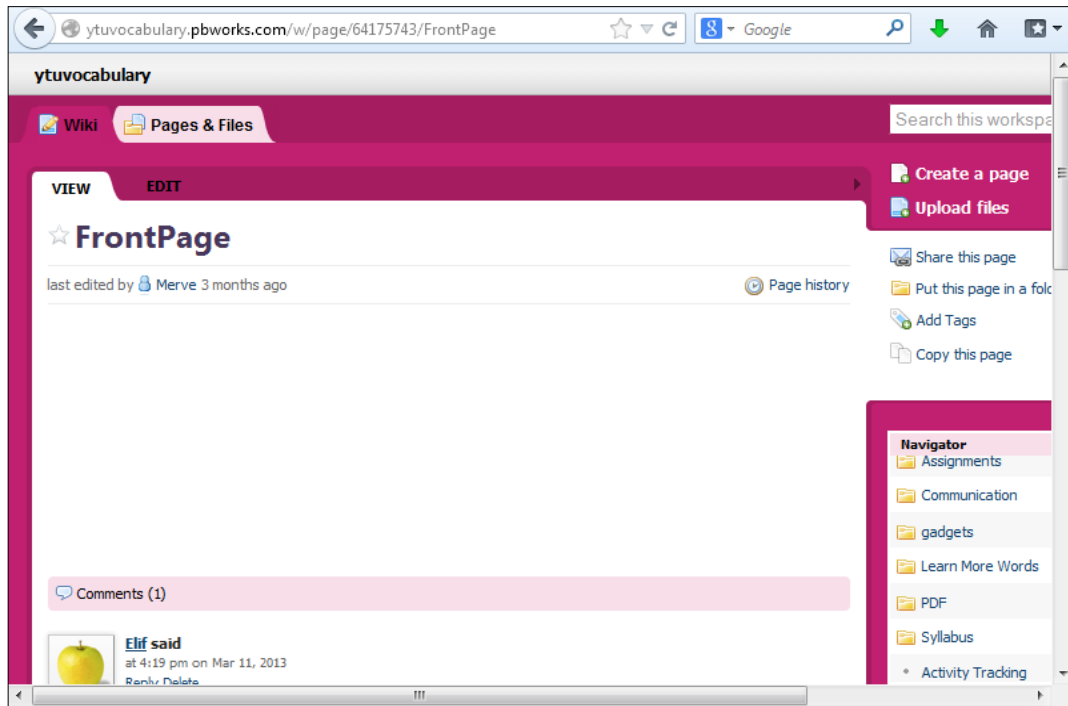 ytuvocabulary.pbworks.com/w/page/64175743/FrontPage
8 Google
ytuvocabulary
Wiki
Pages & Files
Search this workspa
VIEW
EDIT
Create a page
Upload files
FrontPage
last edited by Merve 3 months ago
Page history
Share this page
Put this page in a fold
Add Tags
Copy this page
Navigator
Assignments
Communication
gadgets
Learn More Words
PDF
Syllabus
Activity Tracking
Comments (1)
Elif said
at 4:19 pm on Mar 11, 2013
Reply Delete